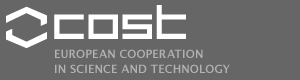 cost
EUROPEAN COOPERATION
IN SCIENCE AND TECHNOLOGY